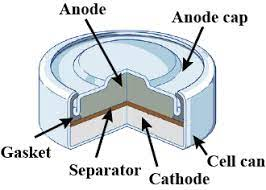 Anode
Anode cap
Gasket
Separator
Cathode
Cell can